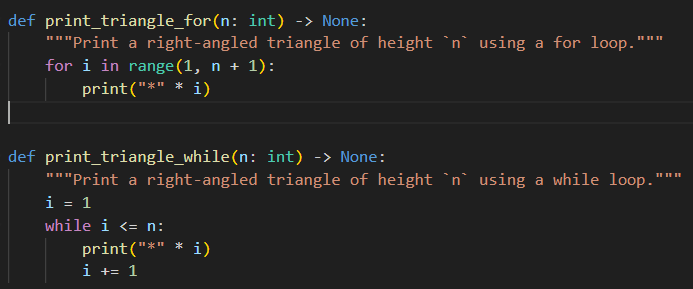 def print_triangle_for(n: int) -> None:
    """Print a right-angled triangle of height `n` using a for loop."""
    for i in range(1, n + 1):
        print("*" * i)

def print_triangle_while(n: int) -> None:
    """Print a right-angled triangle of height `n` using a while loop."""
    i = 1
    while i <= n:
        print("*" * i)
        i += 1